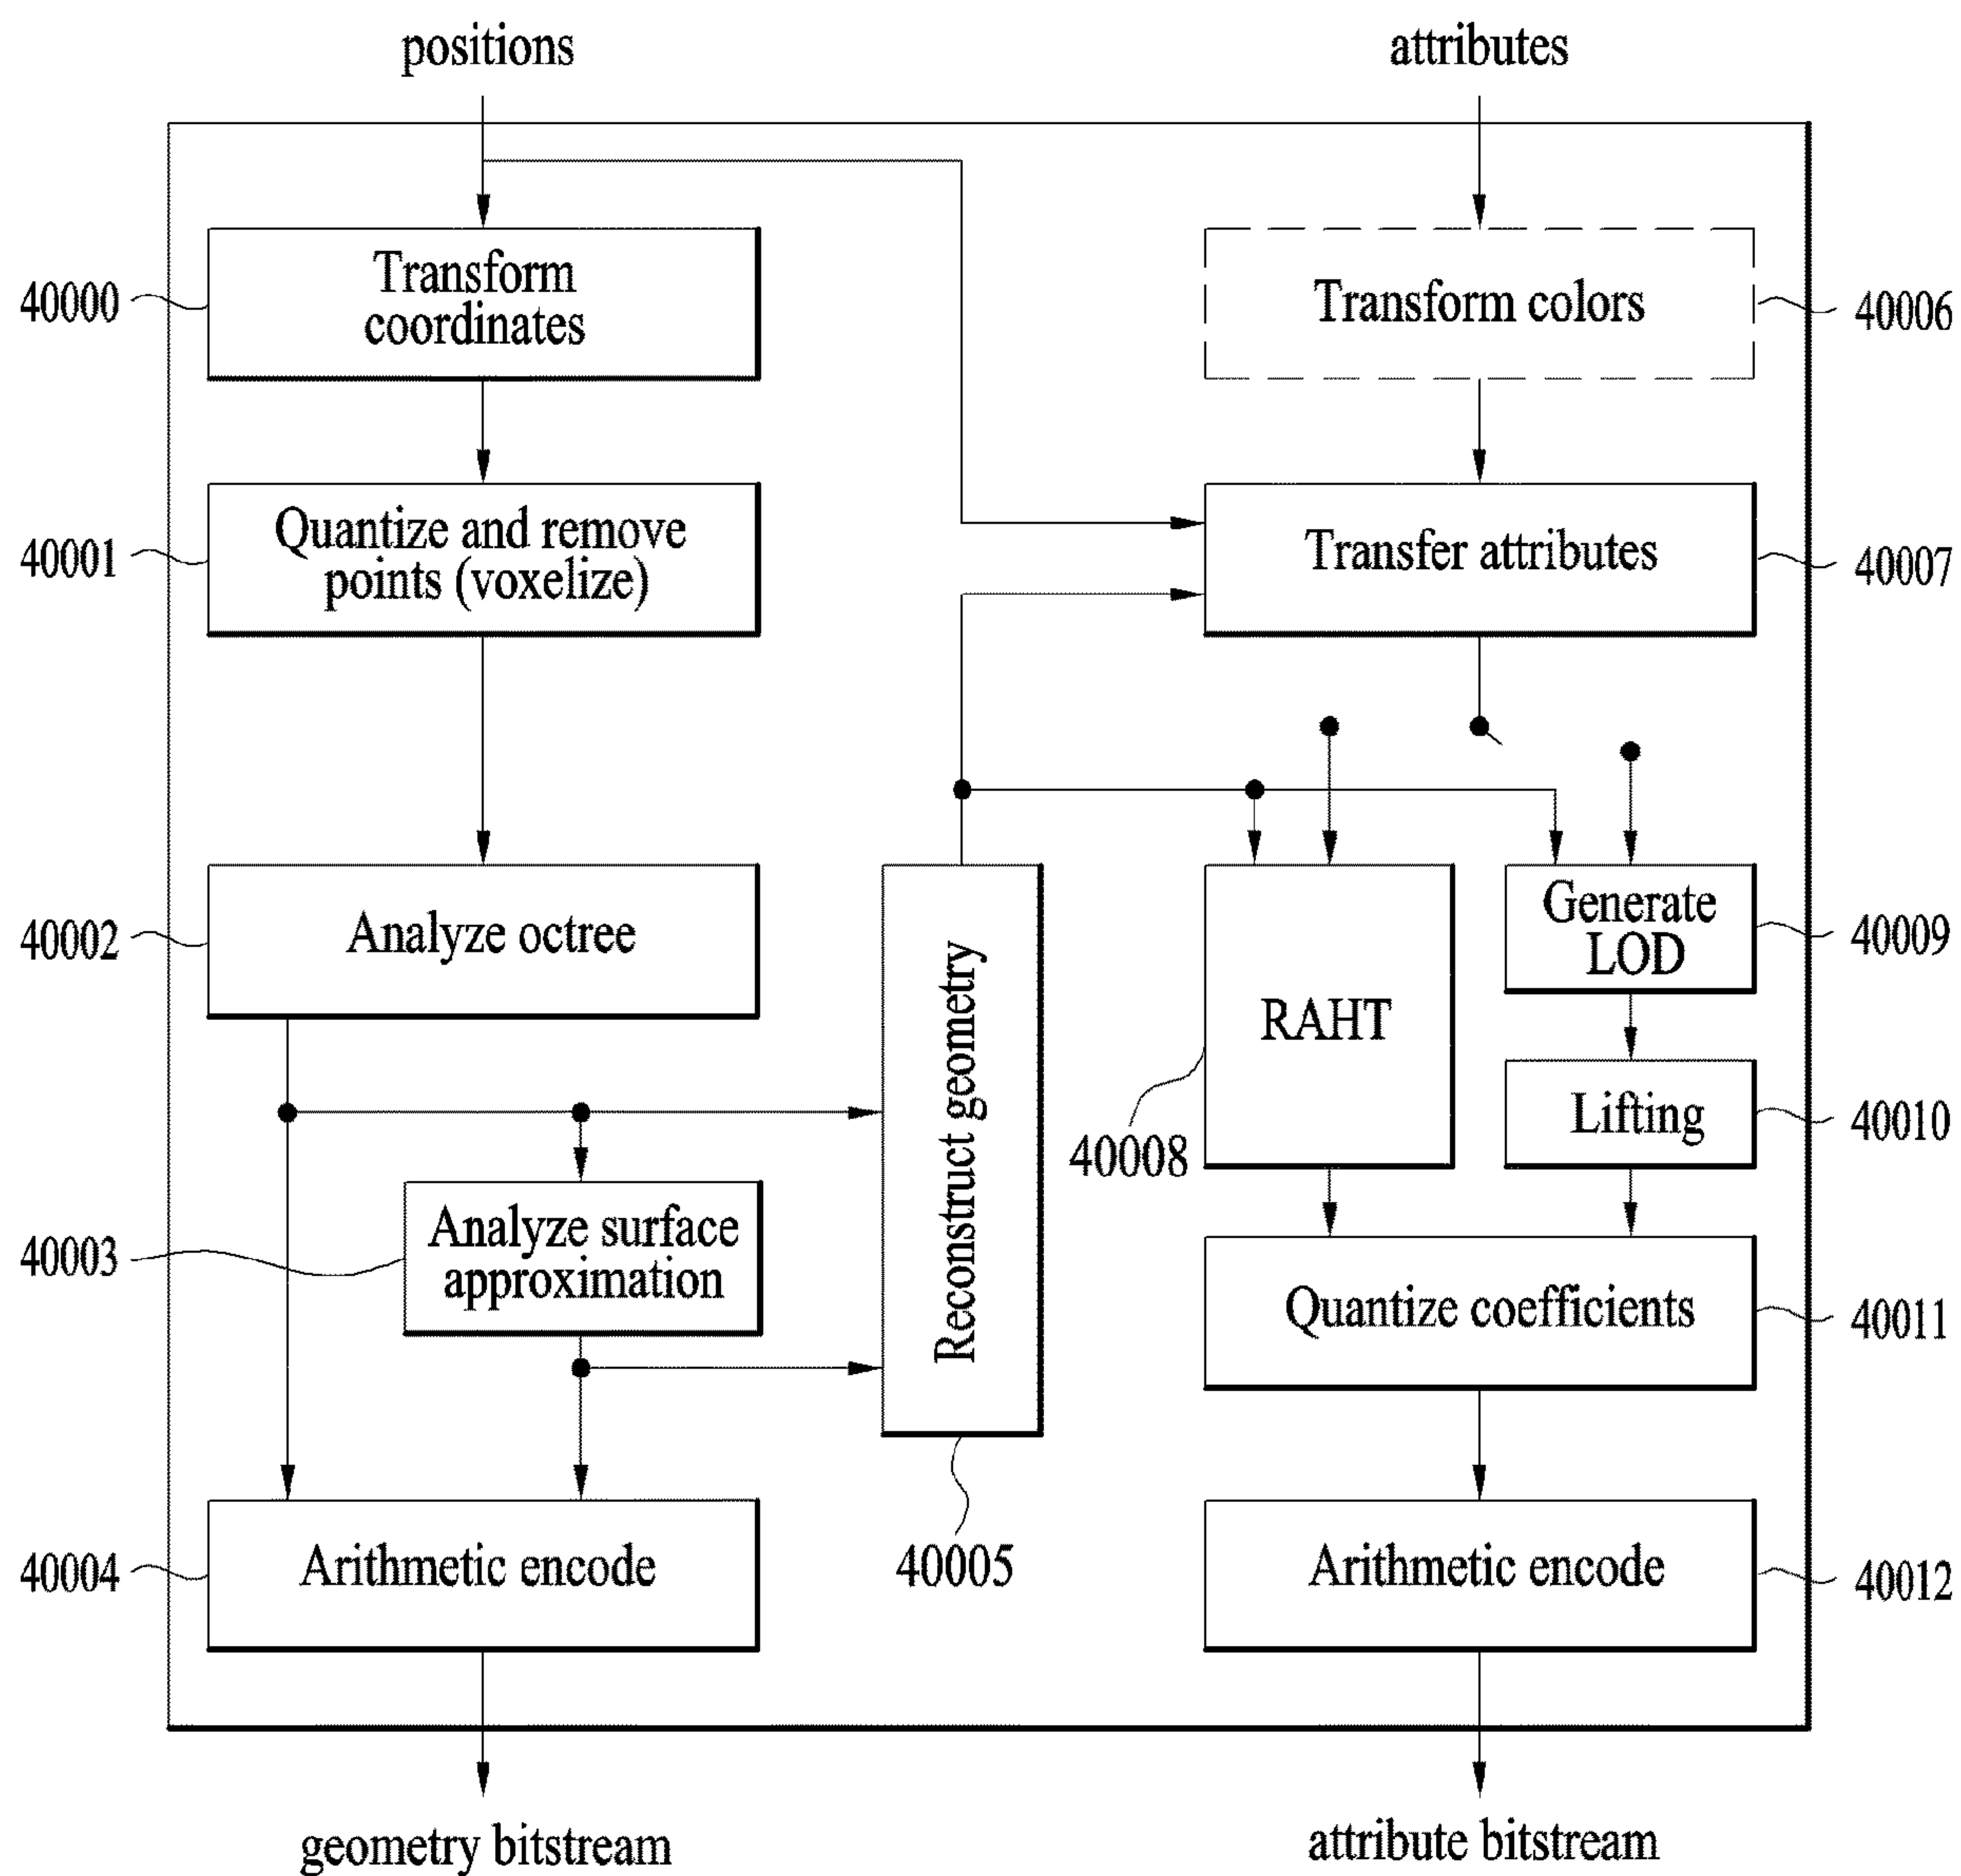 positions
attributes
Transform
coordinates
40000
Transform colors
40006
Quantize and remove
points (voxelize)
40001
Transfer attributes
40007
Analyze octree
40002
Reconstruct geometry
40005
RAHT
40008
Generate
LOD
40009
Lifting
40010
Analyze surface
approximation
40003
Quantize coefficients
40011
Arithmetic encode
40004
Arithmetic encode
40012
geometry bitstream
attribute bitstream